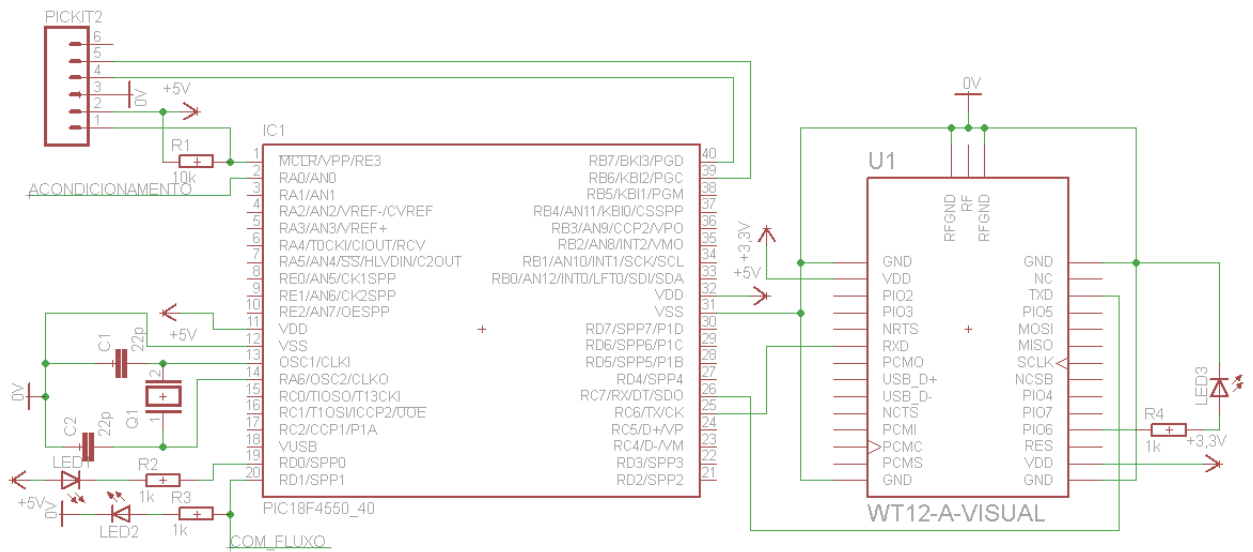 PICKIT2
6
5
4
3
2
1
0V
+5V
R1
10k
ACONDICIONAMENTO
IC1
1 MCLR/VPP/RE3
2 RA0/AN0
3 RA1/AN1
4 RA2/AN2/VREF-/CVREF
5 RA3/AN3/VREF+
6 RA4/T0CKI/CIOUT/RCV
7 RA5/AN4/SS/HLVDIN/C2OUT
8 RE0/AN5/CK1SPP
9 RE1/AN6/CK2SPP
10 RE2/AN7/OESPP
11 VDD
12 VSS
13 OSC1/CLKI
14 RA6/OSC2/CLKO
15 RC0/TIOSO/T13CKI
16 RC1/T1OSI/ICCP2/UOE
17 RC2/CCP1/P1A
18 VUSB
19 RD0/SPP0
20 RD1/SPP1
RB7/BKI3/PGD 40
RB6/KBI2/PGC 39
RB5/KBI1/PGM 38
RB4/AN11/KBI0/CSSPP 37
RB3/AN9/CCP2/VPO 36
RB2/AN8/INT2/VMO 35
RB1/AN10/INT1/SCK/SCL 34
RB0/AN12/INT0/LFT0/SDI/SDA 33
VDD 32
VSS 31
RD7/SPP7/P1D 30
RD6/SPP6/P1C 29
RD5/SPP5/P1B 28
RD4/SPP4 27
RC7/RX/DT/SDO 26
RC6/TX/CK 25
RC5/D+/VP 24
RC4/D-/VM 23
RD3/SPP3 22
RD2/SPP2 21
PIC18F4550_40
+5V
C1
22p
0V
2
1
Q1
C2
22p
LED1
R2
1k
+5V
0V
LED2
R3
1k
COM_FLUXO
+3,3V
+5V
0V
U1
RFGND
RF
RFGND
GND
VDD
PIO2
PIO3
NRTS
RXD
PCMO
USB_D+
USB_D-
NCTS
PCMI
PCMC
PCMS
GND
GND
NC
TXD
PIO5
MOSI
MISO
SCLK
NCSB
PIO4
PIO7
PIO6
RES
VDD
GND
WT12-A-VISUAL
LED3
R4
1k
+3,3V